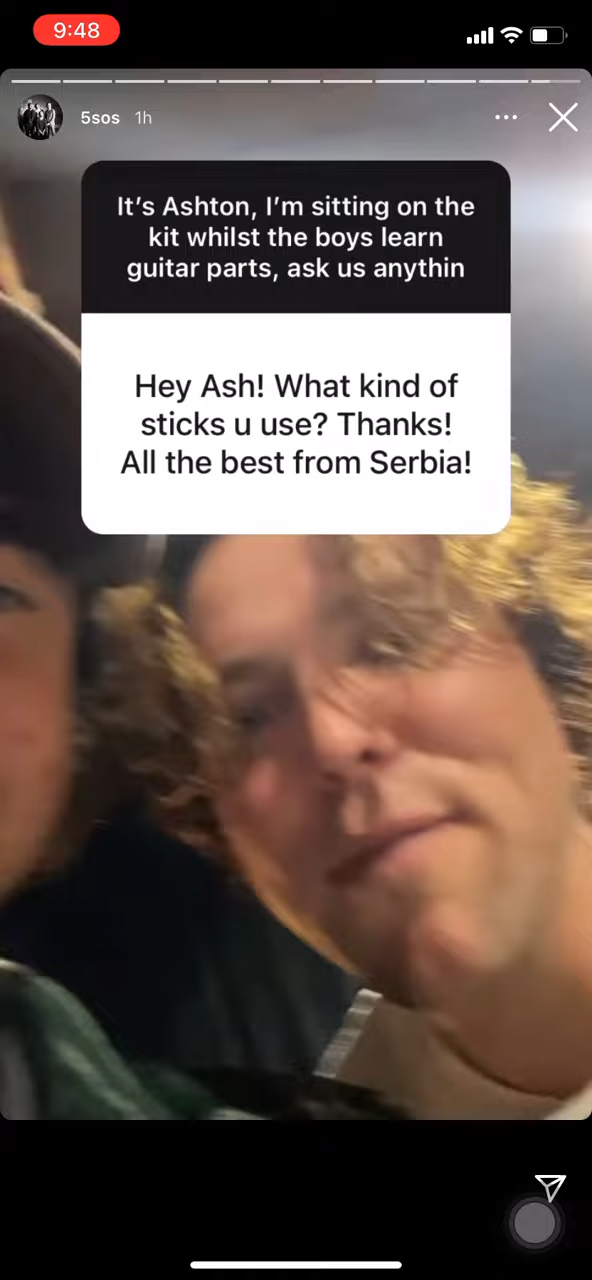 9:48
5sos 1h
It's Ashton, I'm sitting on the
kit whilst the boys learn
guitar parts, ask us anythin
Hey Ash! What kind of
sticks u use? Thanks!
All the best from Serbia!